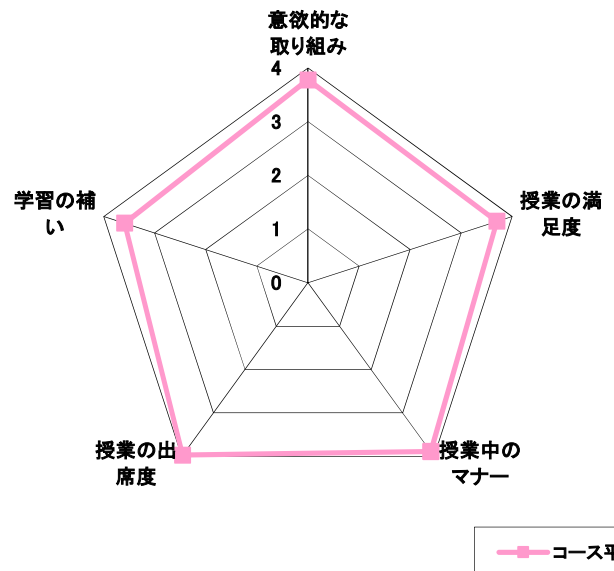 意欲的な
取り組み
4
3
2
1
0
授業の満
足度
授業中の
マナー
授業の出
席度
学習の補
い
コース平